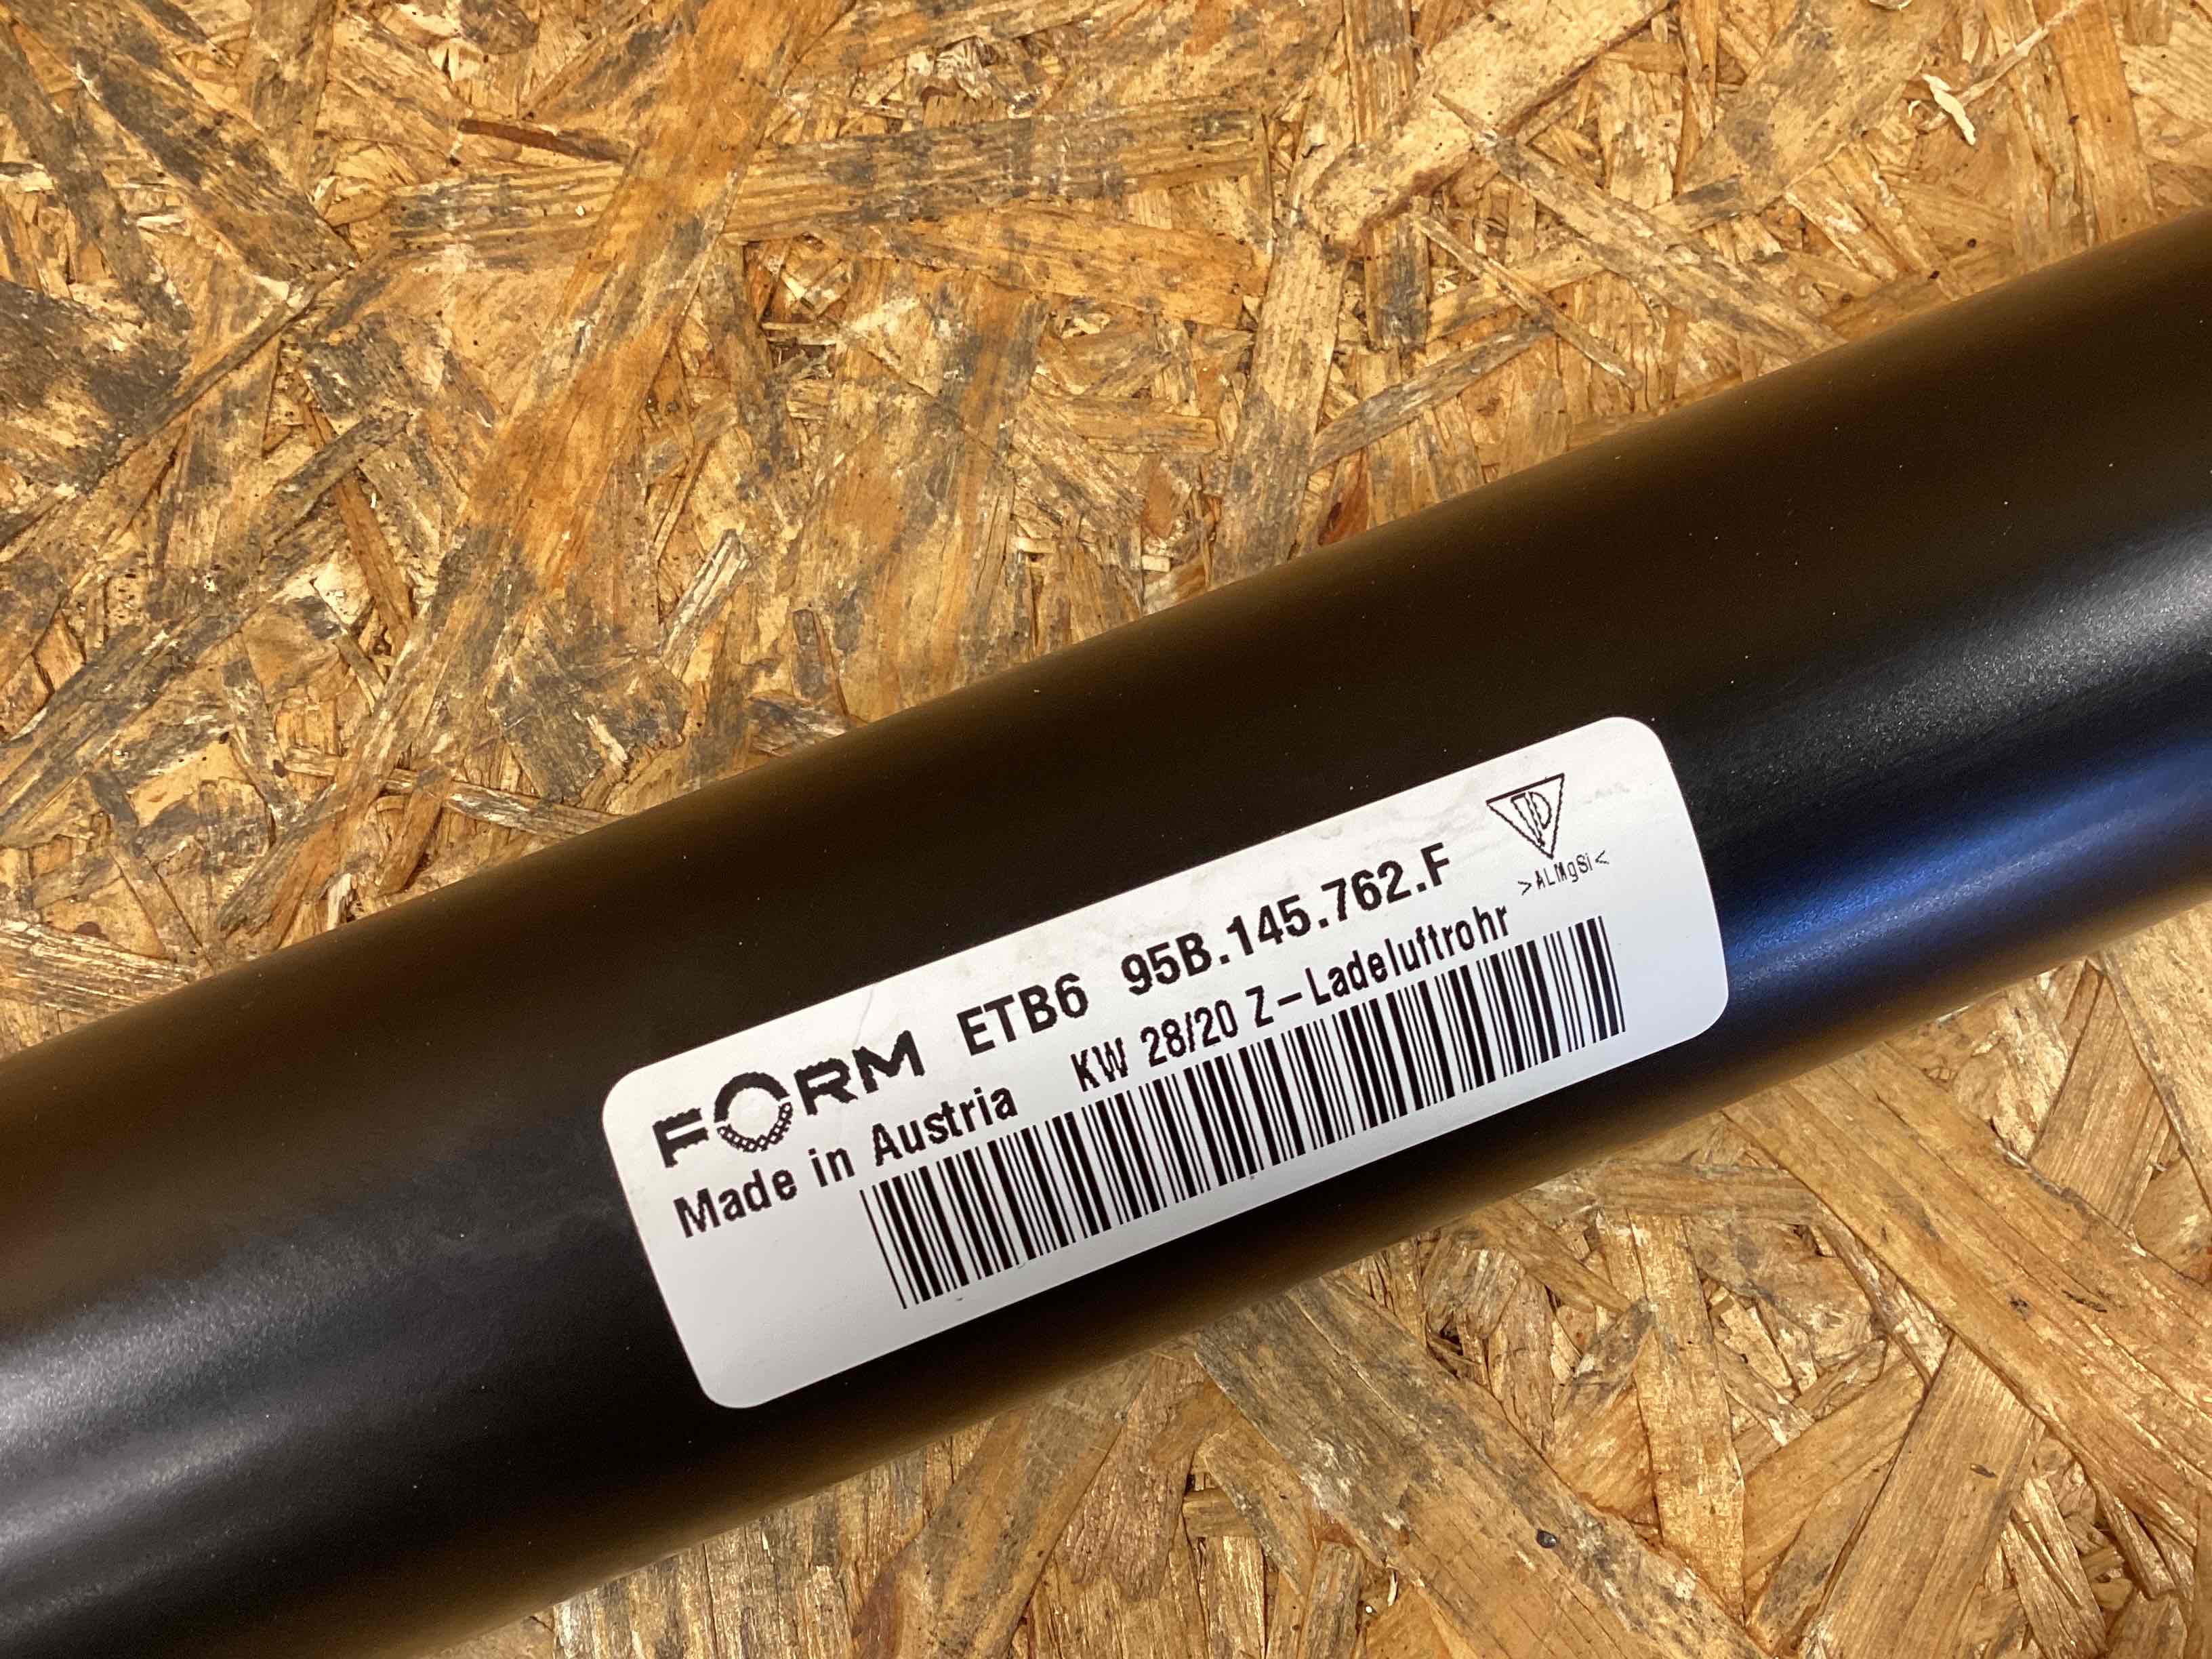 FORM ETB6 95B.145.762.F
>ALMgSi<
Made in Austria KW 28/20 Z-Ladeluftrohr